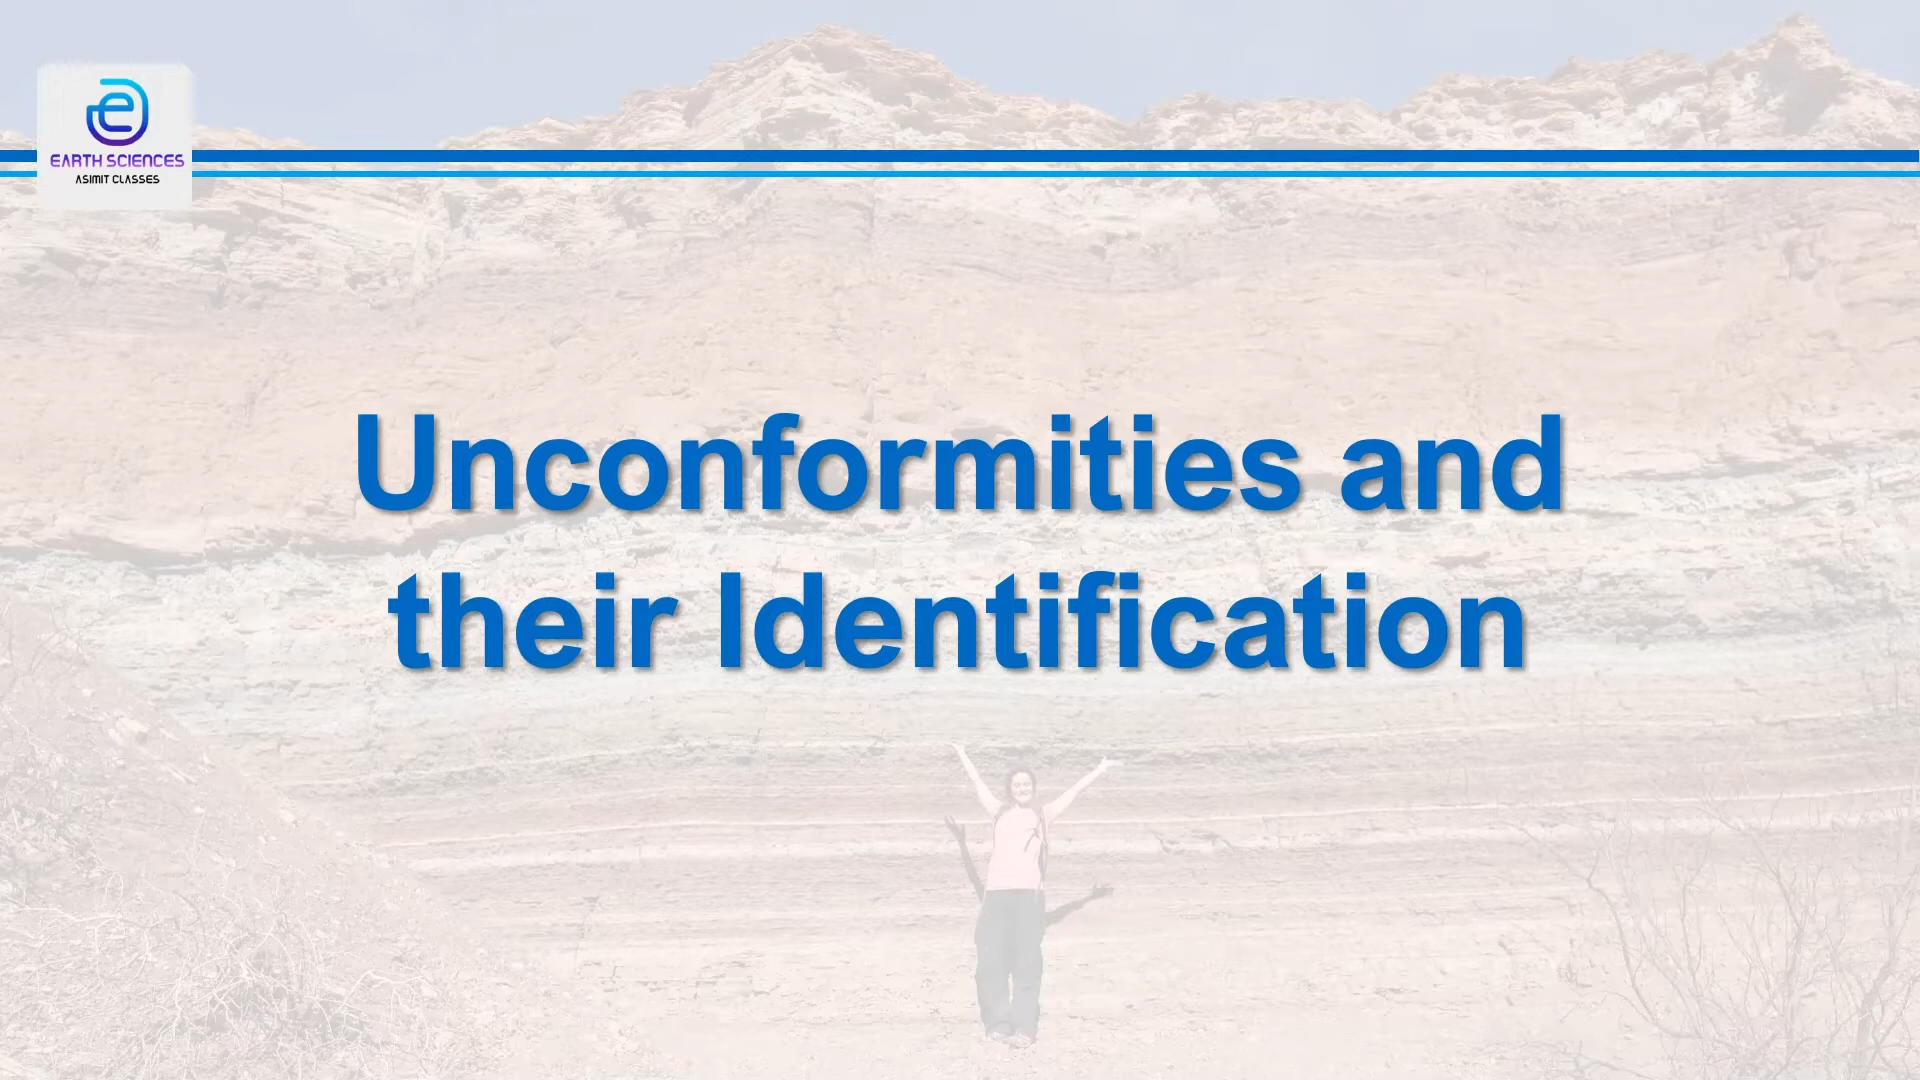 EARTH SCIENCES
ASIMIT CLASSES
Unconformities and
their Identification